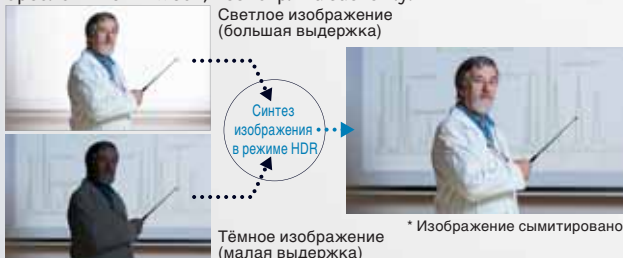 Светлое изображение
(большая выдержка)
Синтез
изображения
в режиме HDR
* Изображение сымитировано
Тёмное изображение
(малая выдержка)